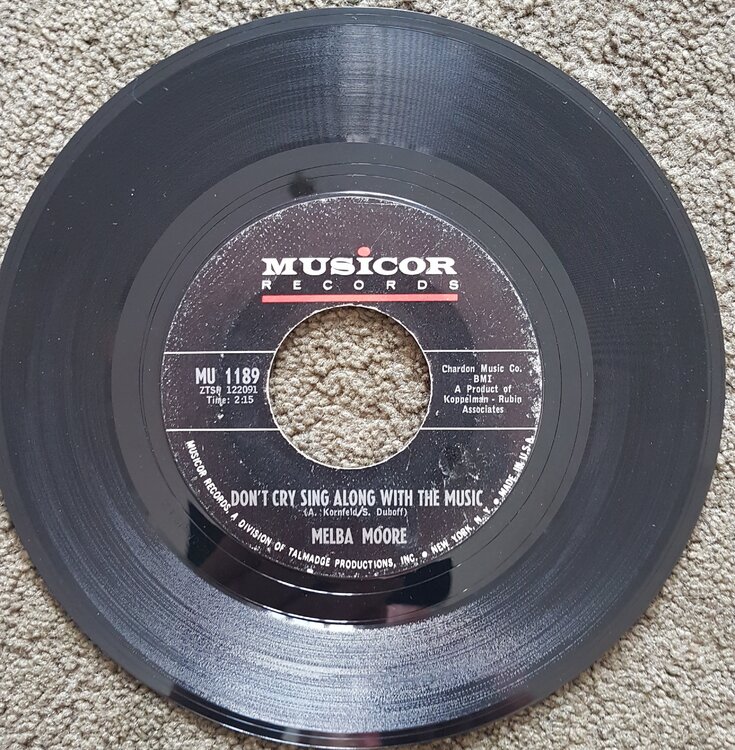 MUSICOR
RECORDS
MU 1189
ZTSP 122091
Time: 2:15
Chardon Music Co.
BMI
A Product of
Koppelman - Rubin
Associates
DON'T CRY SING ALONG WITH THE MUSIC
(A. Kornfeld/S. Duboff)
MELBA MOORE
MUSICOR RECORDS, A DIVISION OF TALMADGE PRODUCTIONS, INC. • NEW YORK, N. Y. • MADE IN U.S.A.